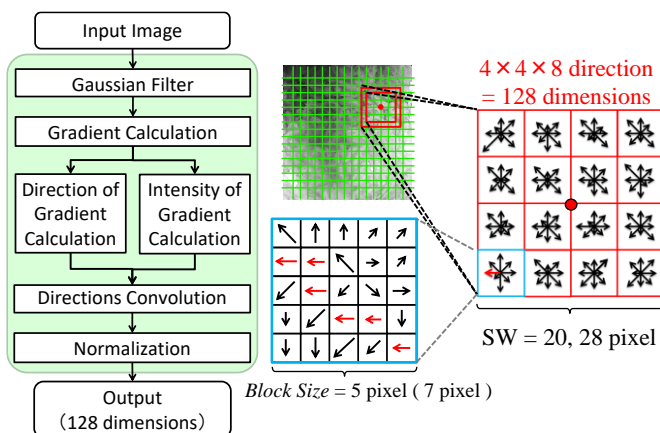 Input Image
Gaussian Filter
Gradient Calculation
Direction of
Gradient
Calculation
Intensity of
Gradient
Calculation
Directions Convolution
Normalization
Output
(128 dimensions)
4×4×8 direction
= 128 dimensions
SW = 20, 28 pixel
Block Size = 5 pixel ( 7 pixel )